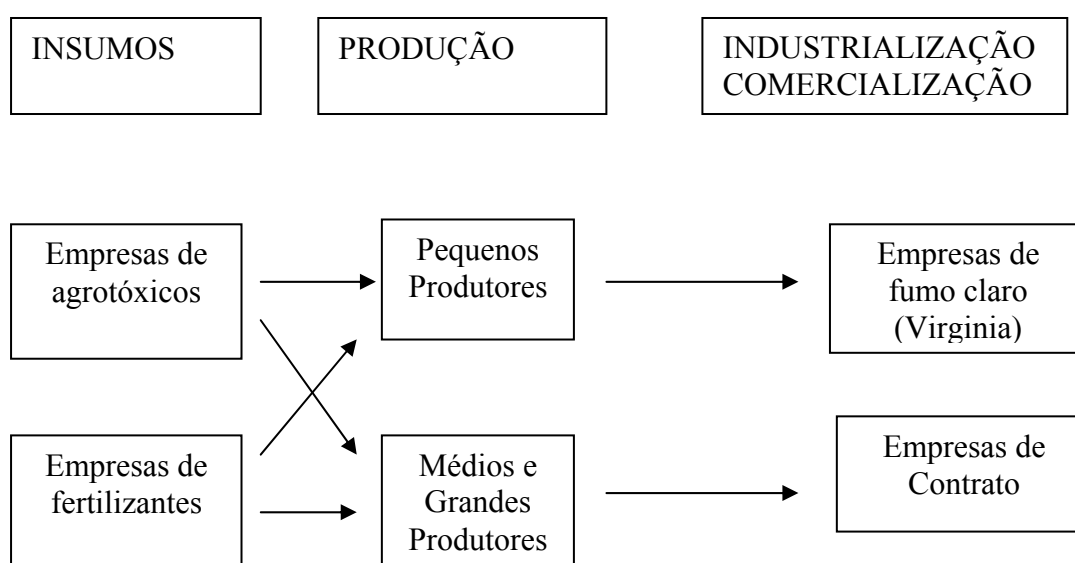 INSUMOS
PRODUÇÃO
INDUSTRIALIZAÇÃO
COMERCIALIZAÇÃO
Empresas de
agrotóxicos
Pequenos
Produtores
Empresas de
fumo claro
(Virginia)
Empresas de
fertilizantes
Médios e
Grandes
Produtores
Empresas de
Contrato